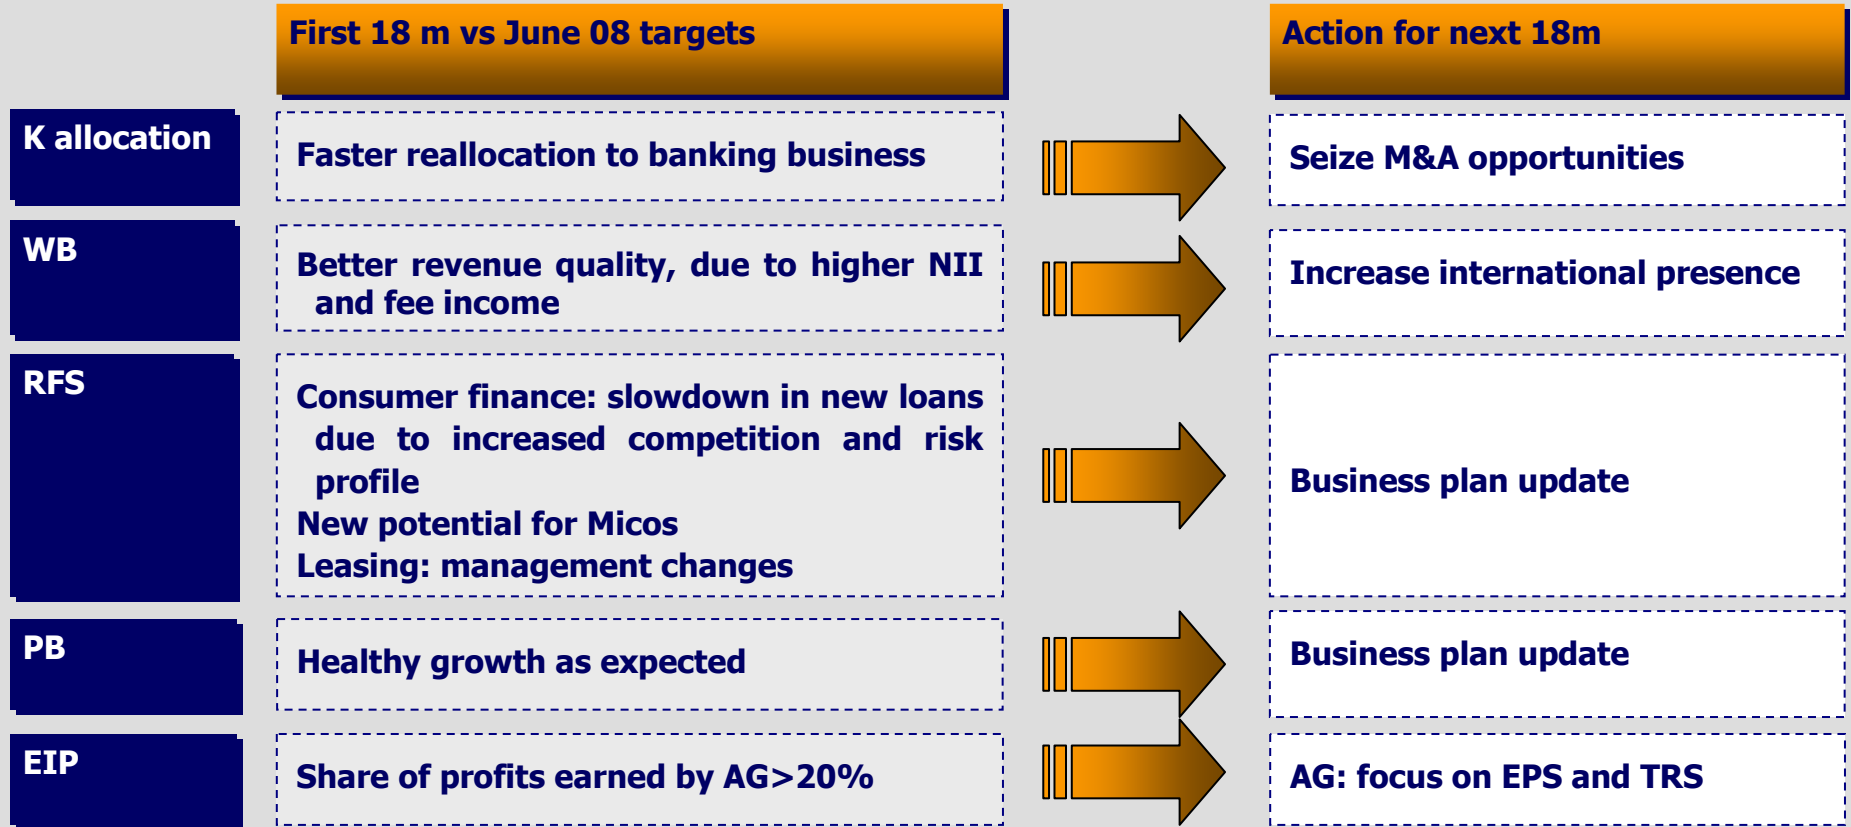 First 18 m vs June 08 targets
Action for next 18m
K allocation
Faster reallocation to banking business
Seize M&A opportunities
WB
Better revenue quality, due to higher NII
and fee income
Increase international presence
RFS
Consumer finance: slowdown in new loans
due to increased competition and risk
profile
New potential for Micos
Leasing: management changes
Business plan update
PB
Healthy growth as expected
Business plan update
EIP
Share of profits earned by AG>20%
AG: focus on EPS and TRS